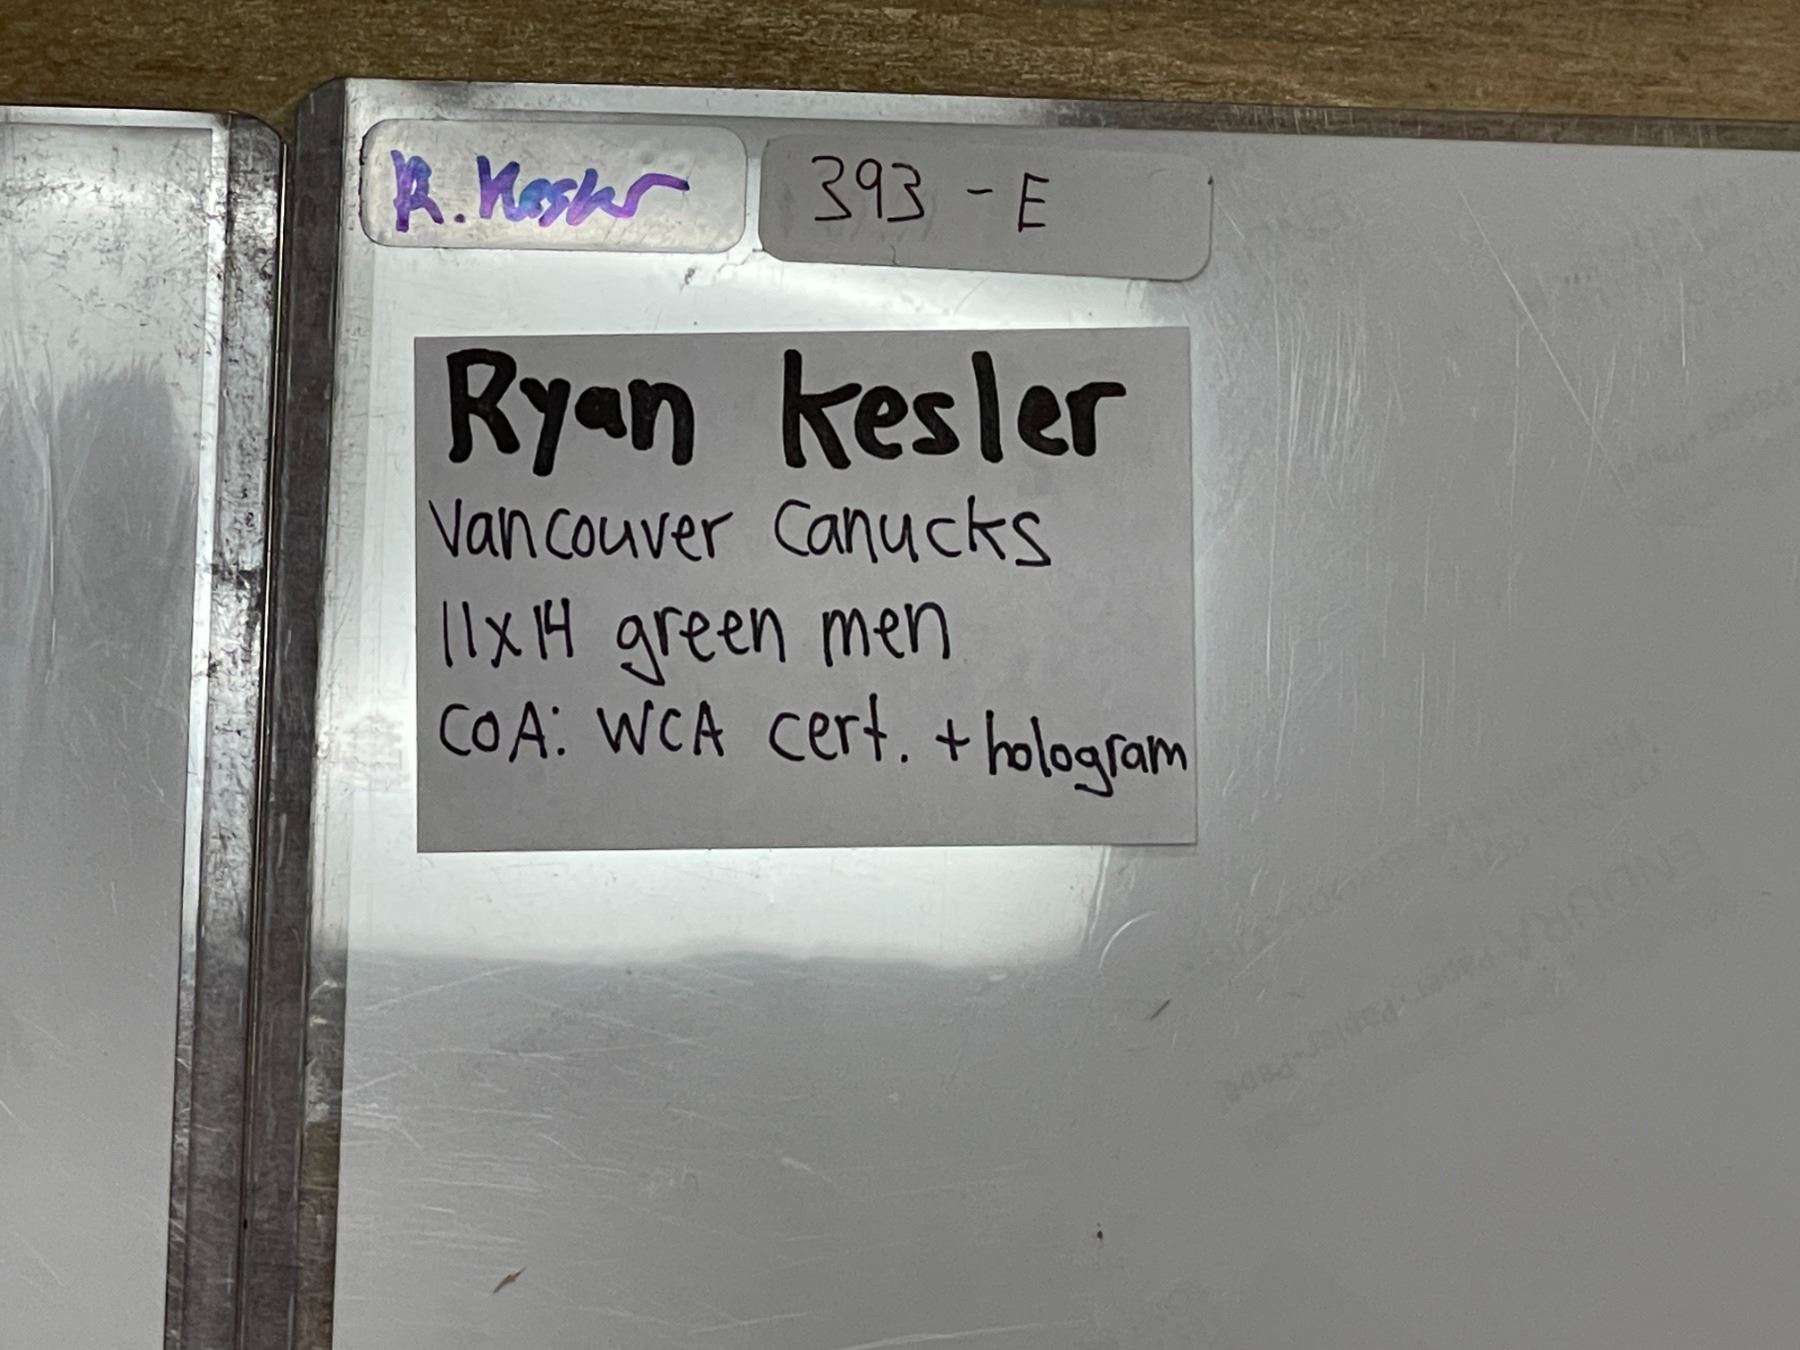 R. Kesler
393 - E
Ryan Kesler
Vancouver Canucks
11x14 green men
COA: WCA cert. + hologram